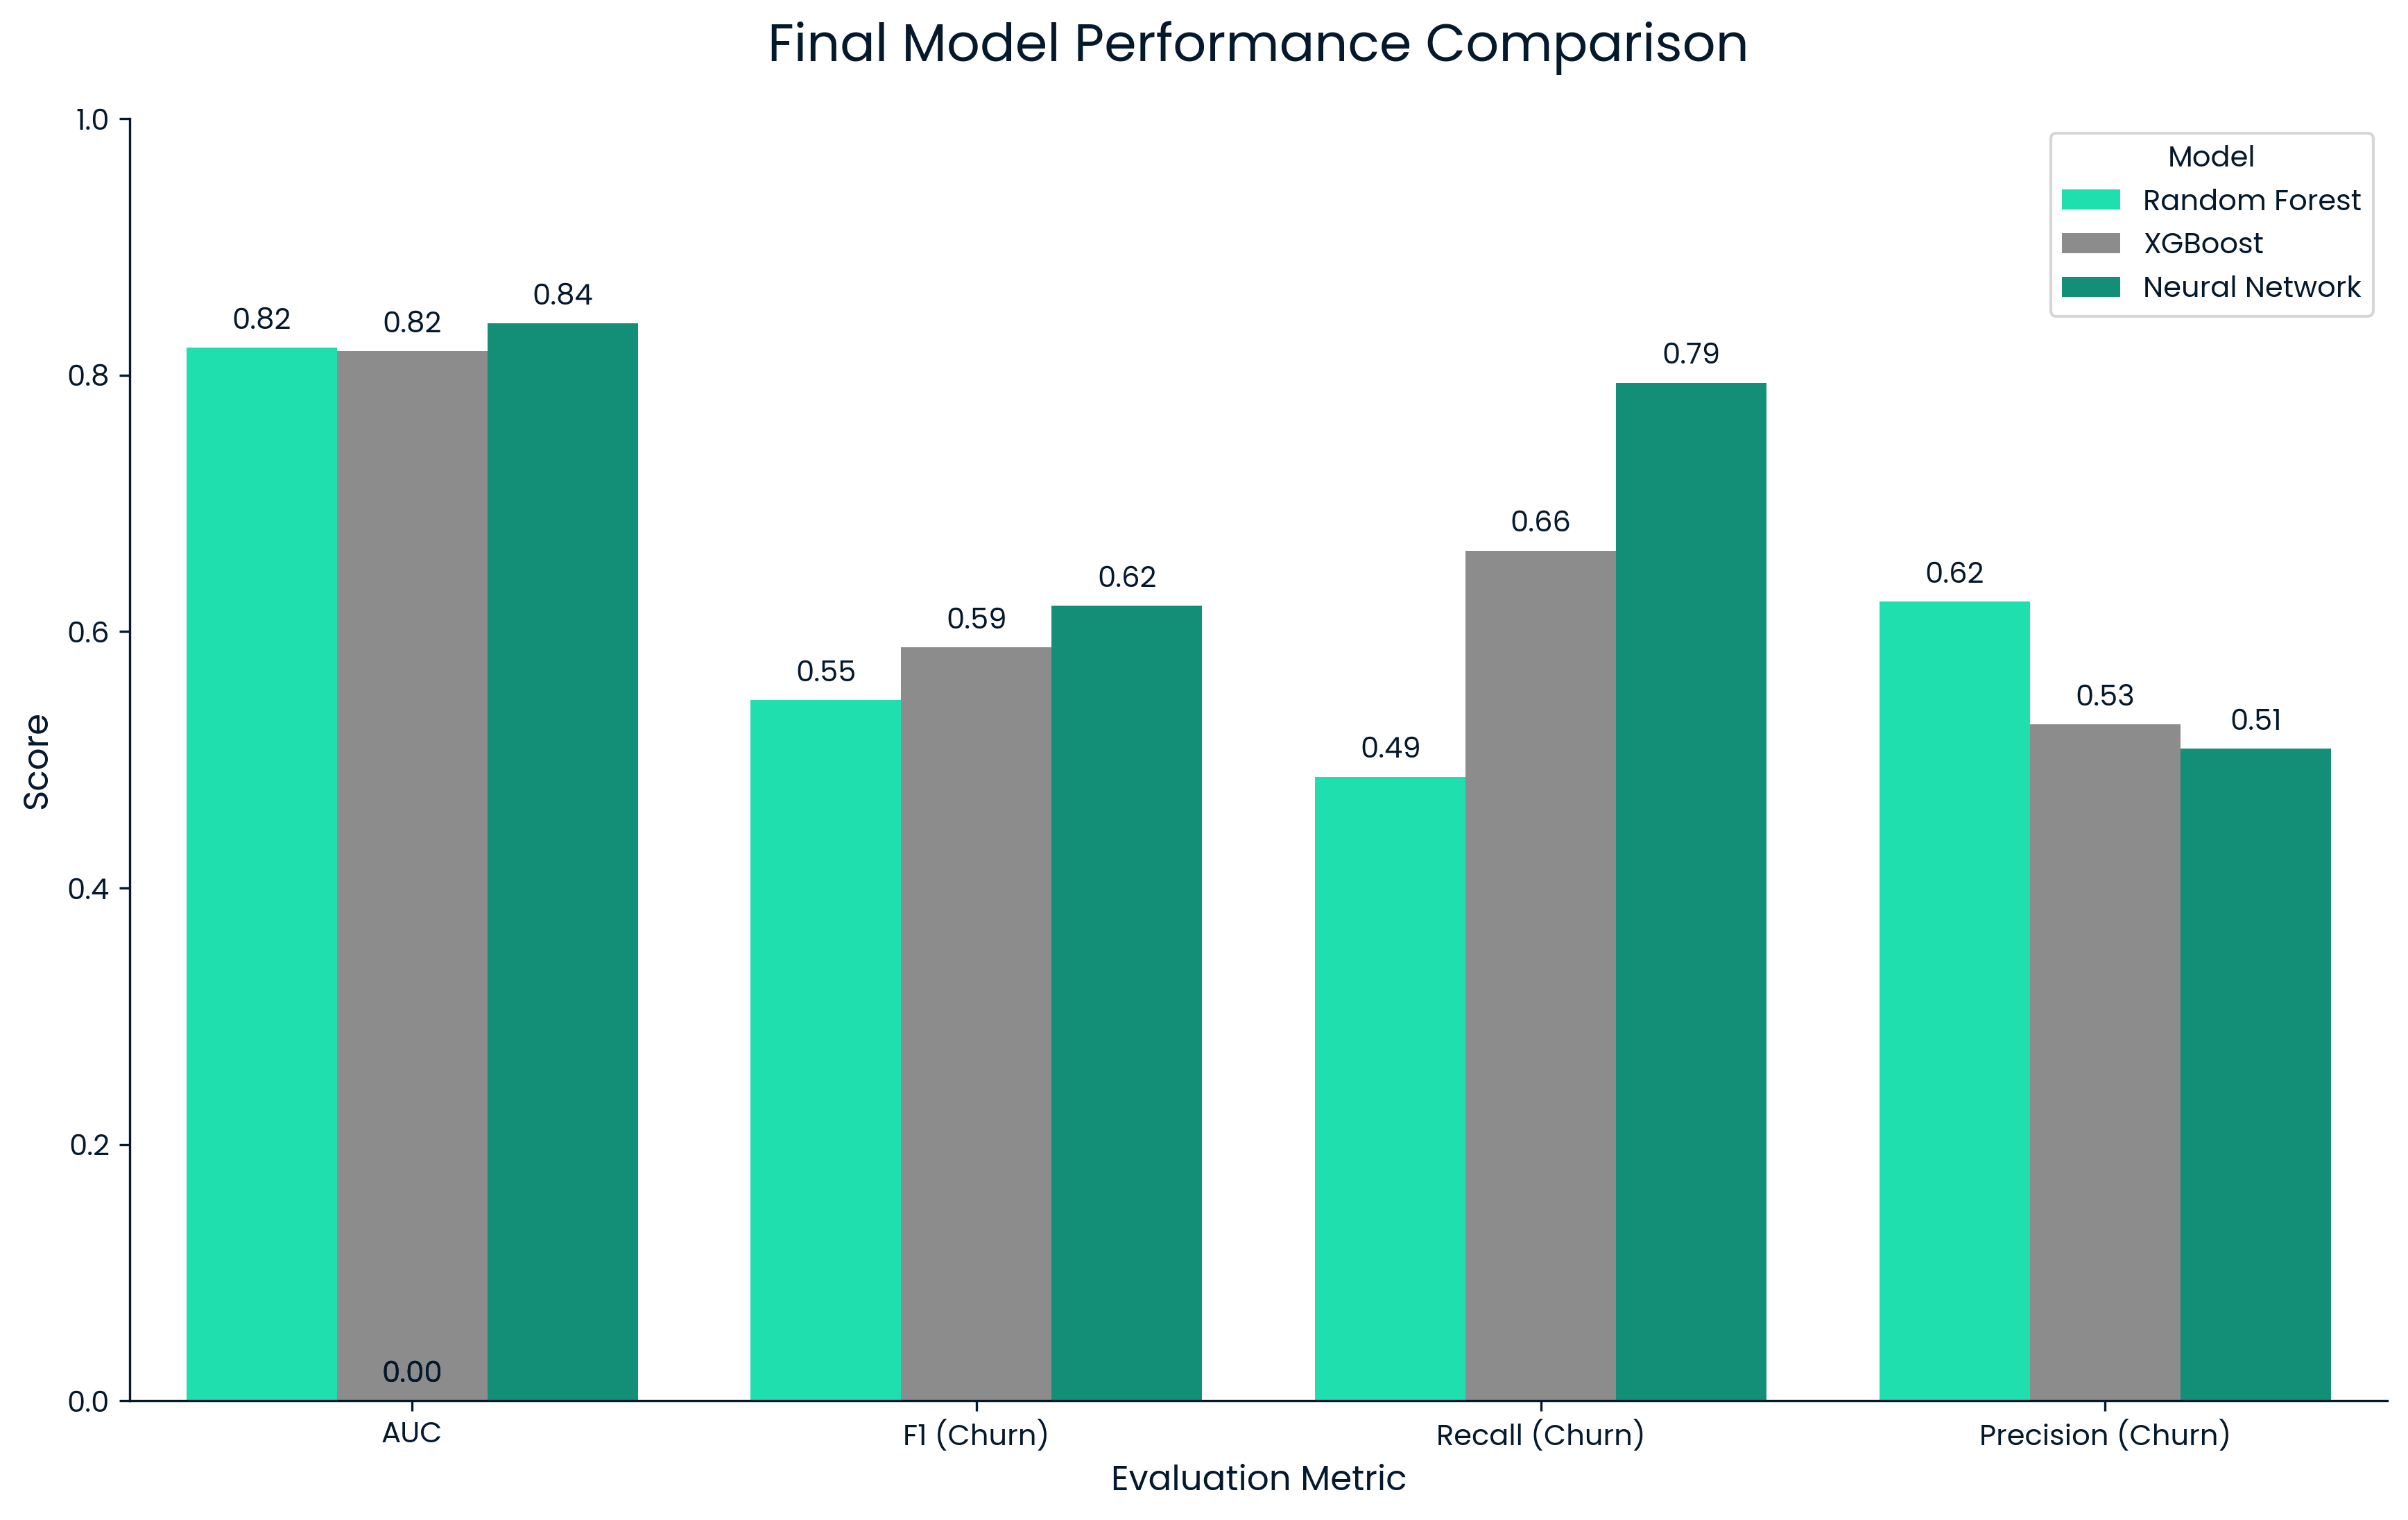 Final Model Performance Comparison
1.0
0.8
0.6
0.4
0.2
0.0
Score
Model
Random Forest
XGBoost
Neural Network
0.82
0.82
0.84
0.00
0.55
0.59
0.62
0.49
0.66
0.79
0.62
0.53
0.51
AUC
F1 (Churn)
Recall (Churn)
Precision (Churn)
Evaluation Metric